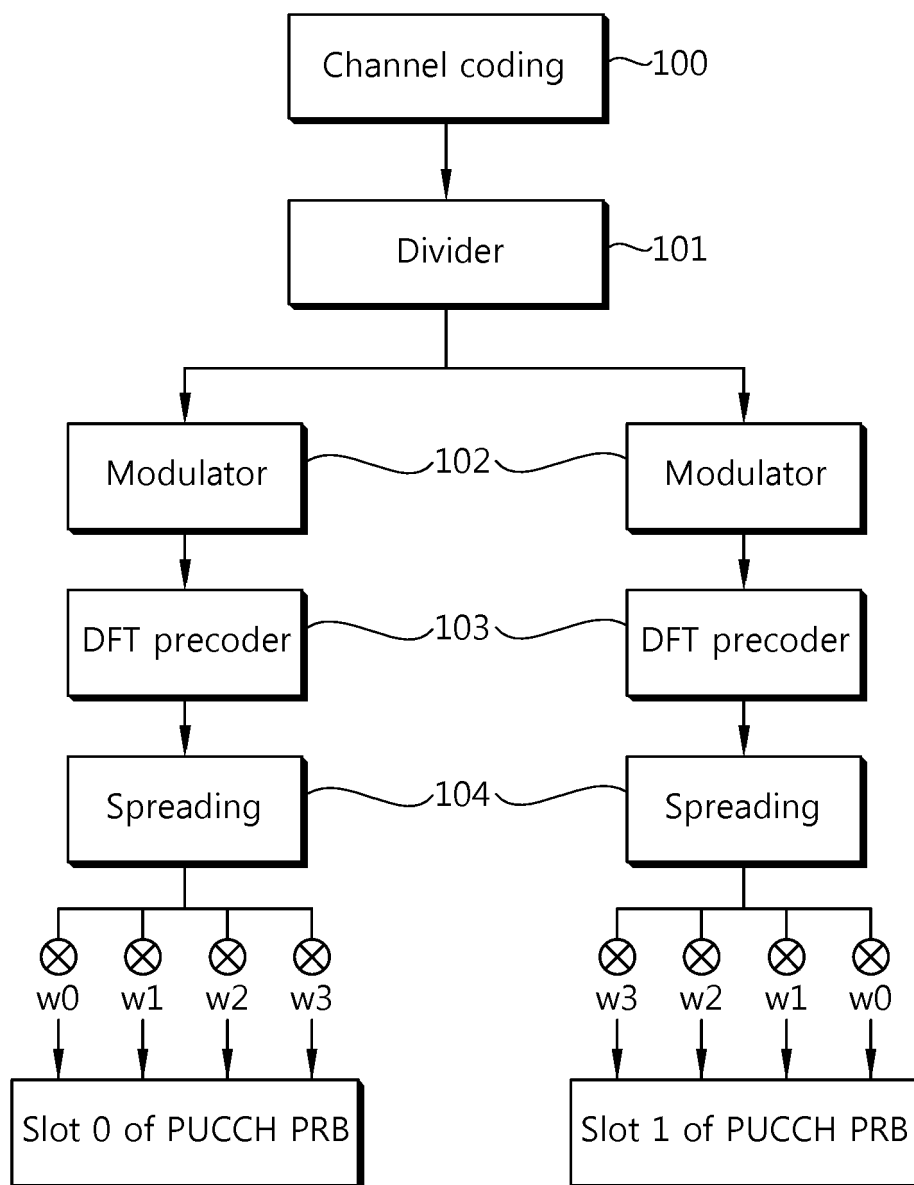 Channel coding 100
Divider 101
Modulator 102 Modulator
DFT precoder 103 DFT precoder
Spreading 104 Spreading
w0 w1 w2 w3 w3 w2 w1 w0
Slot 0 of PUCCH PRB Slot 1 of PUCCH PRB